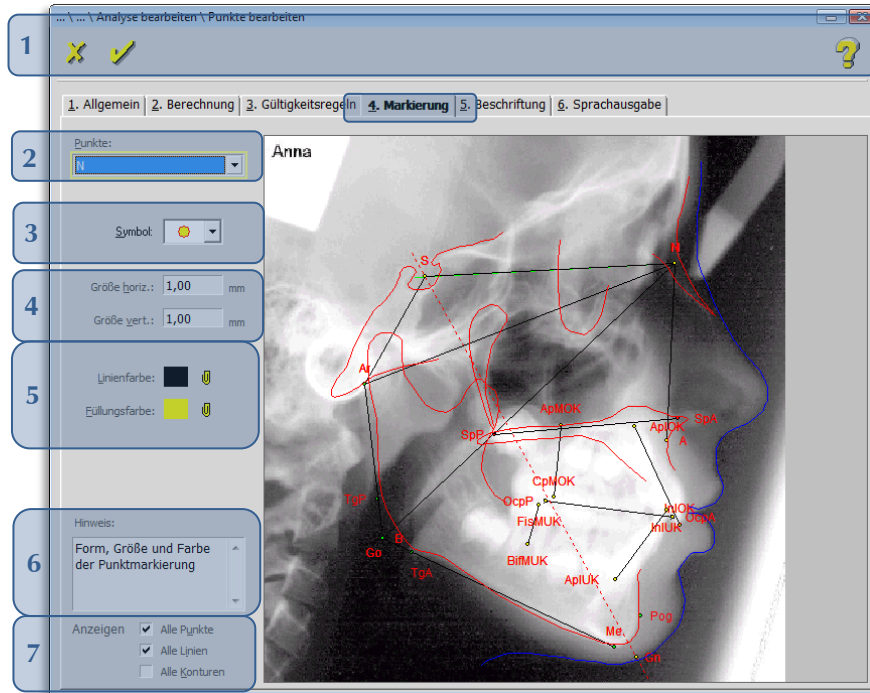 ... \ ... \ Analyse bearbeiten \ Punkte bearbeiten
1
1. Allgemein 2. Berechnung 3. Gültigkeitsregeln 4. Markierung 5. Beschriftung 6. Sprachausgabe
2
Punkte:
N
3
Symbol:
4
Größe horiz.: 1,00 mm
Größe vert.: 1,00 mm
5
Linienfarbe:
Füllungsfarbe:
6
Hinweis:
Form, Größe und Farbe
der Punktmarkierung
7
Anzeigen Alle Punkte
Alle Linien
Alle Konturen
Anna
N
S
Ar
ApMOK
SpA
ApIOK
SpP
A
CpMOK
OcpP
InIOK
OcpA
TgP
FisMUK
InIUK
B
Go
BifMUK
TgA
ApIUK
Pog
Me
Gn